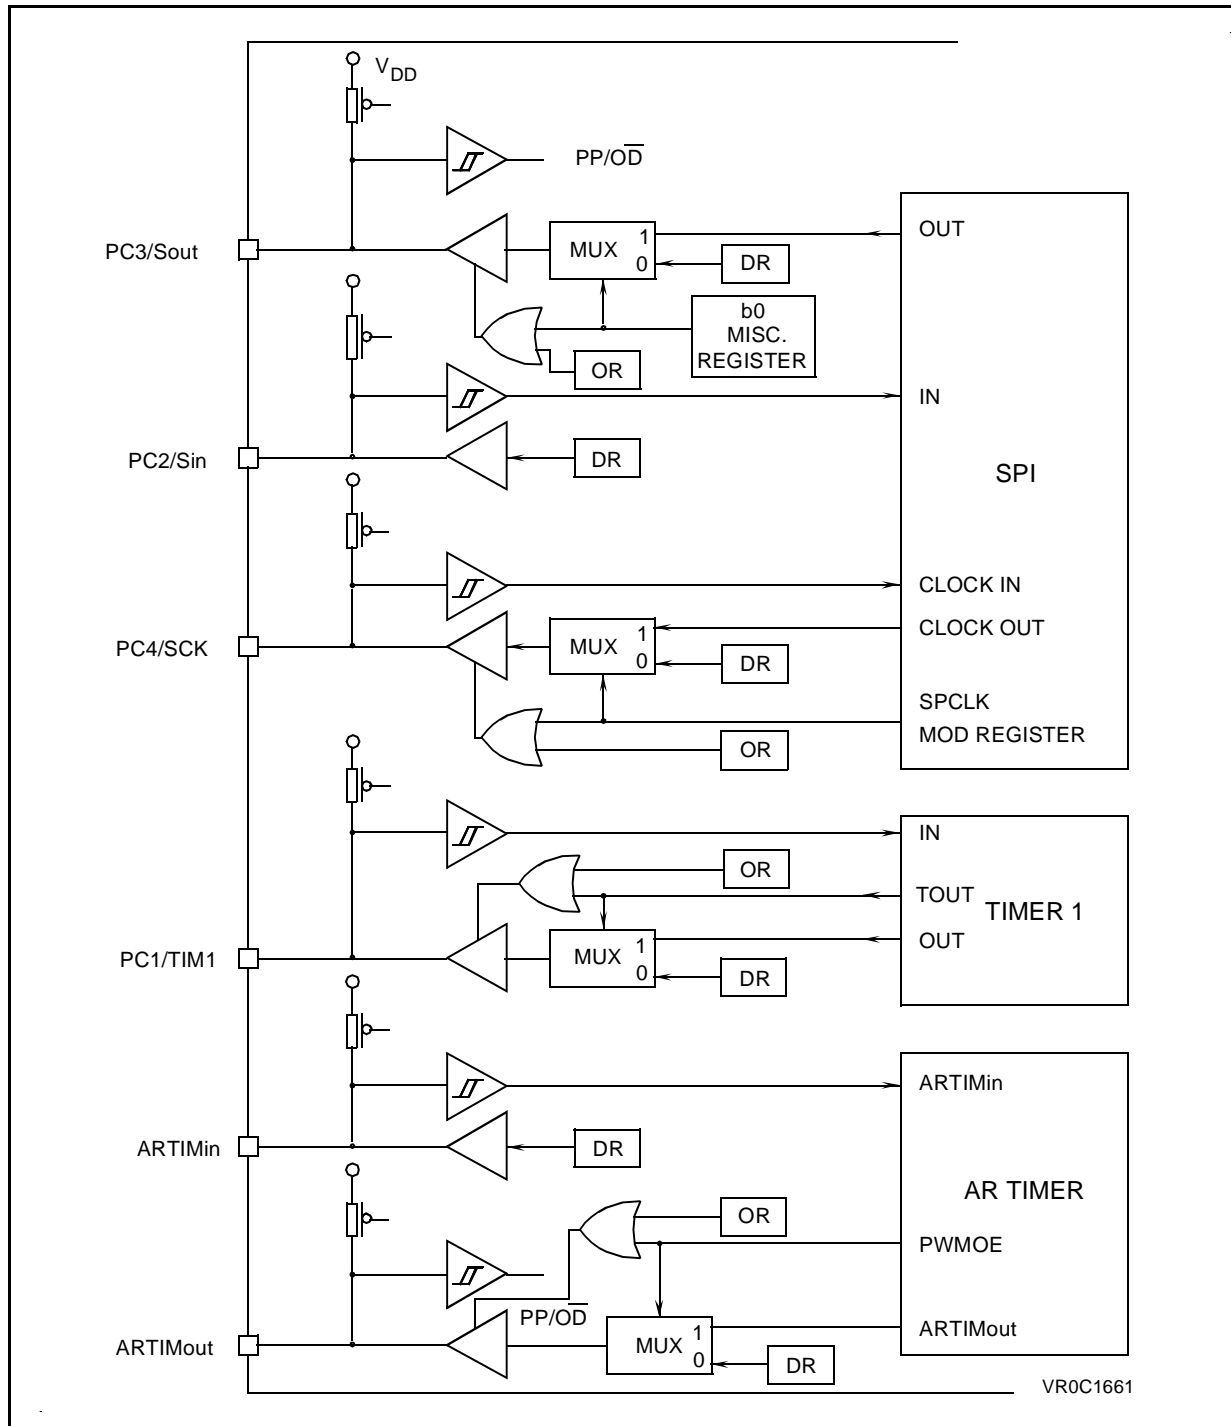 VDD
PP/OD
PC3/Sout
MUX
1
0
OUT
DR
b0
MISC.
REGISTER
OR
IN
PC2/Sin
DR
SPI
CLOCK IN
CLOCK OUT
PC4/SCK
MUX
1
0
DR
SPCLK
MOD REGISTER
OR
IN
OR
TOUT
TIMER 1
OUT
PC1/TIM1
MUX
1
0
DR
ARTIMin
ARTIMin
DR
AR TIMER
OR
PWMOE
PP/OD
ARTIMout
MUX
1
0
ARTIMout
DR
VR0C1661